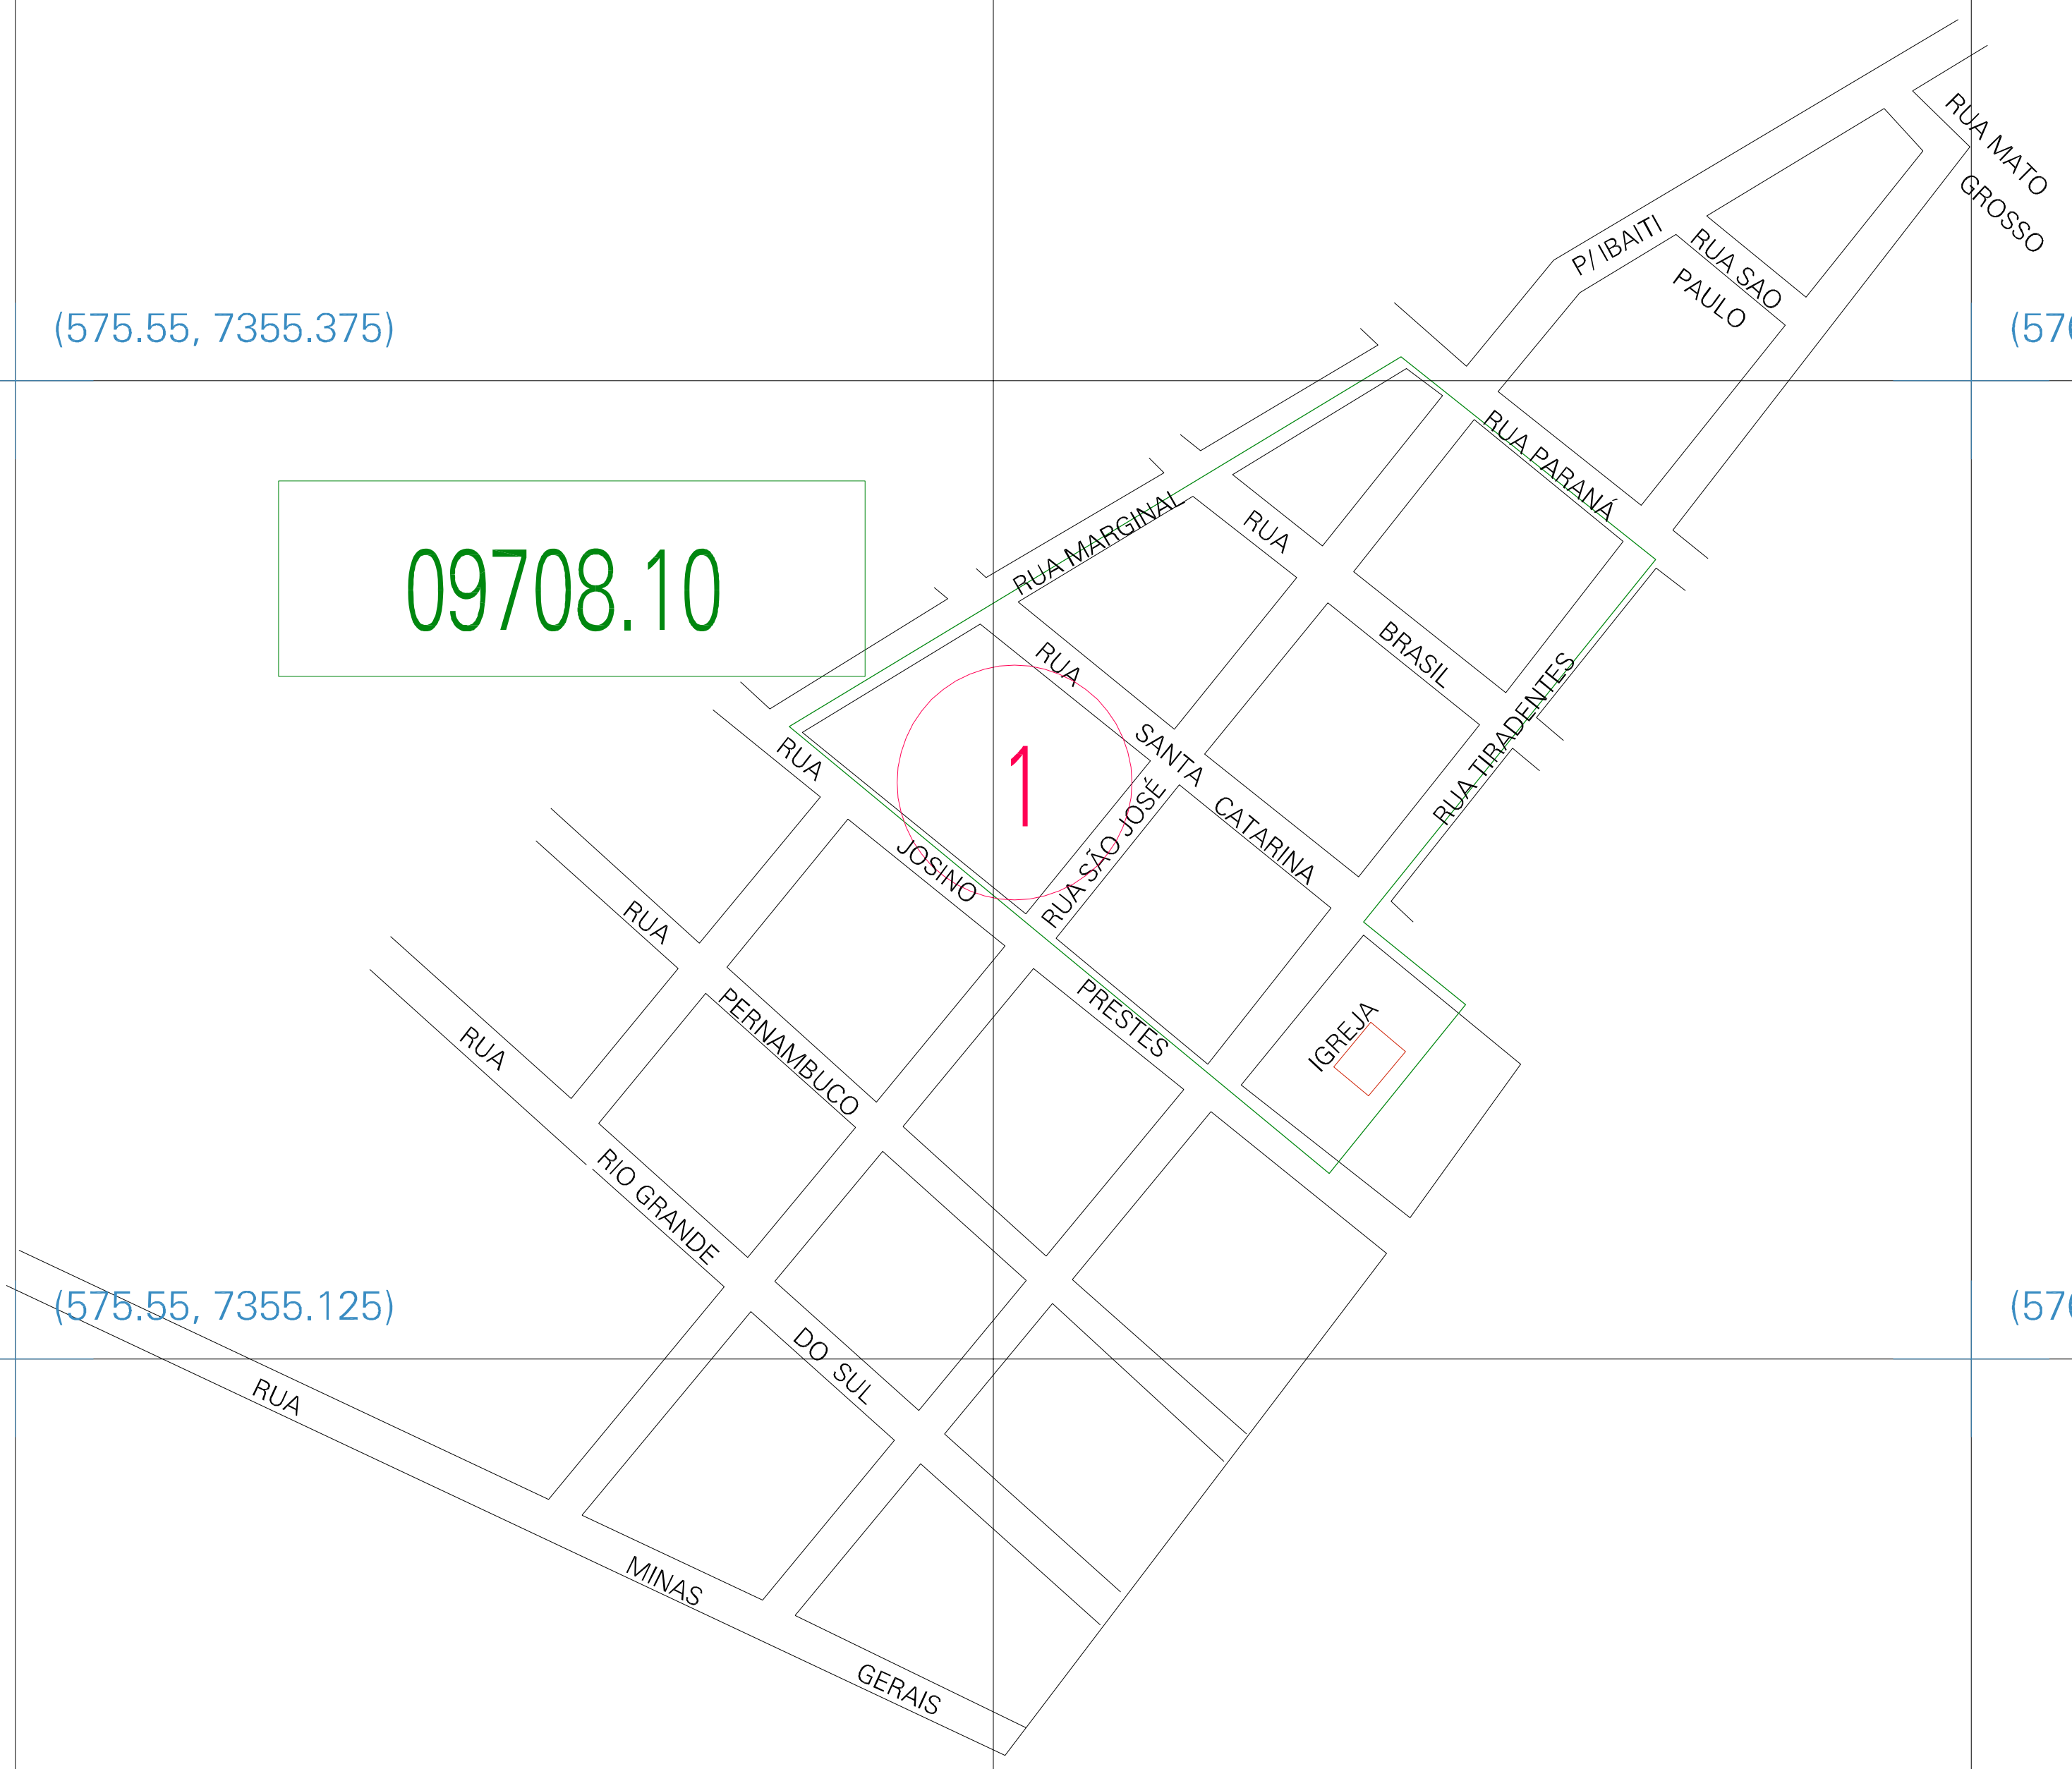 RUA MATO
GROSSO
P/ IBAITI
RUA SAO
PAULO
(575.55, 7355.375)
(57
RUA PARANÁ
09708.10
RUA MARGINAL
RUA
BRASIL
RUA
SANTA
CATARINA
RUA TIRADENTES
1
RUA
JOSINO
PRESTES
RUA SÃO JOSÉ
RUA
PERNAMBUCO
IGREJA
RUA
RIO GRANDE
DO SUL
(575.55, 7355.125)
(57
RUA
MINAS
GERAIS